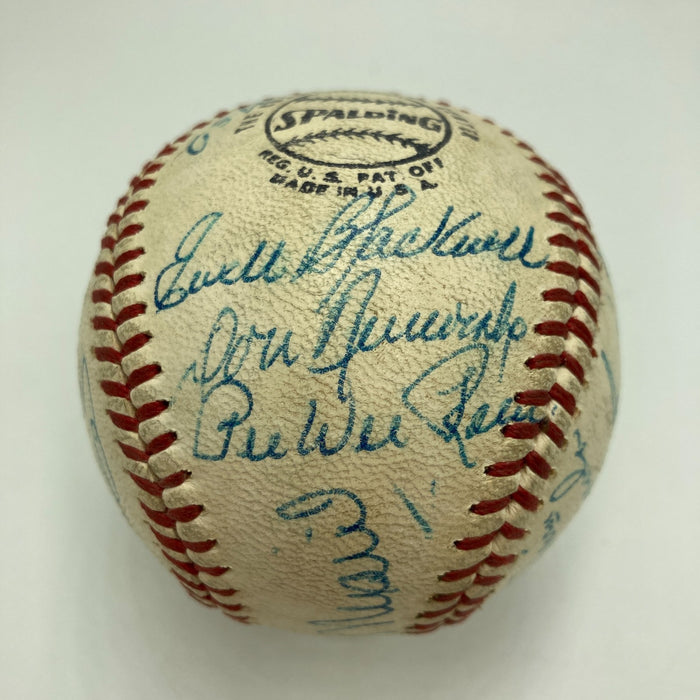 SPALDING
REG. U.S. PAT. OFF.
MADE IN U.S.A.
Ewell Blackwell
Don Newcombe
Pee Wee Reese